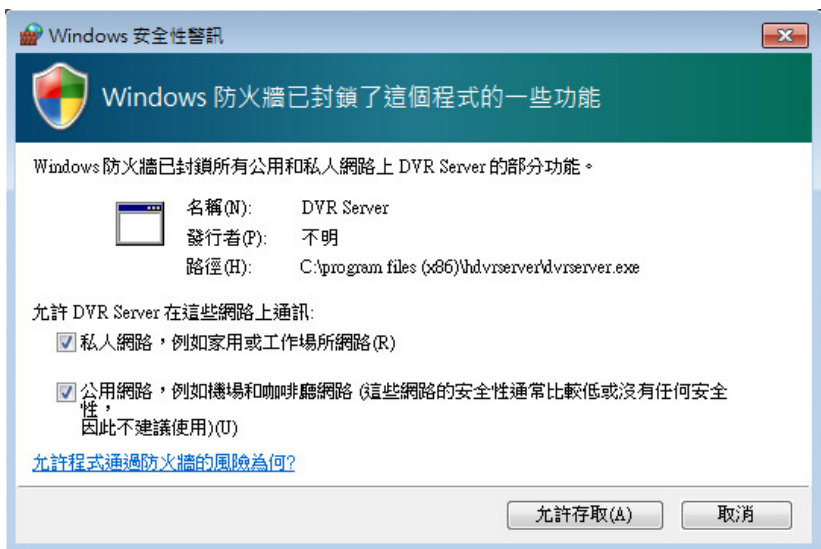 Windows 安全性警訊
Windows 防火牆已封鎖了這個程式的一些功能
Windows 防火牆已封鎖所有公用和私人網路上 DVR Server 的部分功能。
名稱(N): DVR Server
發行者(P): 不明
路徑(H): C:\program files (x86)\hdvrserver\dvrserver.exe
允許 DVR Server 在這些網路上通訊:
私人網路，例如家用或工作場所網路(R)
公用網路，例如機場和咖啡廳網路 (這些網路的安全性通常比較低或沒有任何安全
性，
因此不建議使用)(U)
允許程式通過防火牆的風險為何?
允許存取(A) 取消